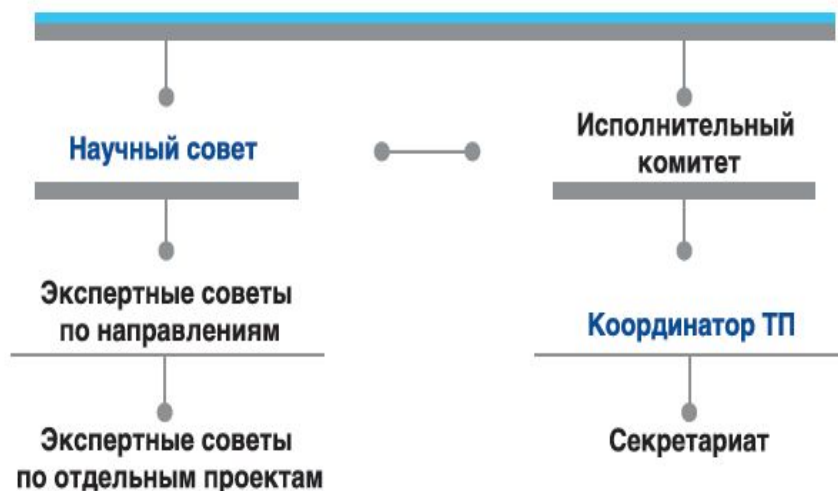 Научный совет
Исполнительный
комитет
Экспертные советы
по направлениям
Координатор ТП
Экспертные советы
по отдельным проектам
Секретариат